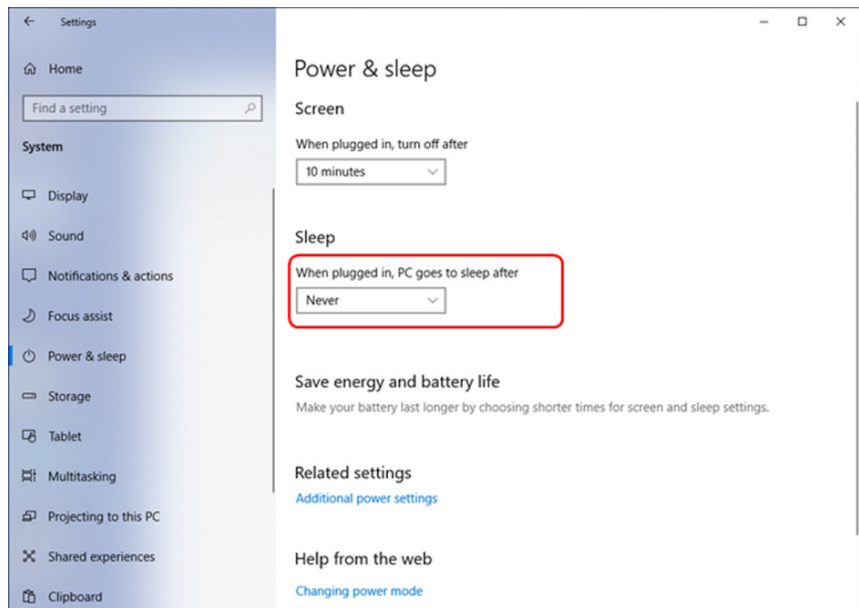 Settings
Home
Find a setting
System
Display
Sound
Notifications & actions
Focus assist
Power & sleep
Storage
Tablet
Multitasking
Projecting to this PC
Shared experiences
Clipboard
Power & sleep
Screen
When plugged in, turn off after
10 minutes
Sleep
When plugged in, PC goes to sleep after
Never
Save energy and battery life
Make your battery last longer by choosing shorter times for screen and sleep settings.
Related settings
Additional power settings
Help from the web
Changing power mode